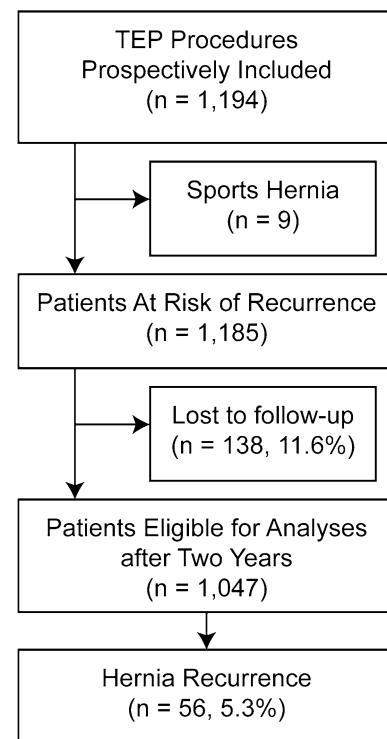 TEP Procedures
Prospectively Included
(n = 1,194)
Sports Hernia
(n = 9)
Patients At Risk of Recurrence
(n = 1,185)
Lost to follow-up
(n = 138, 11.6%)
Patients Eligible for Analyses
after Two Years
(n = 1,047)
Hernia Recurrence
(n = 56, 5.3%)